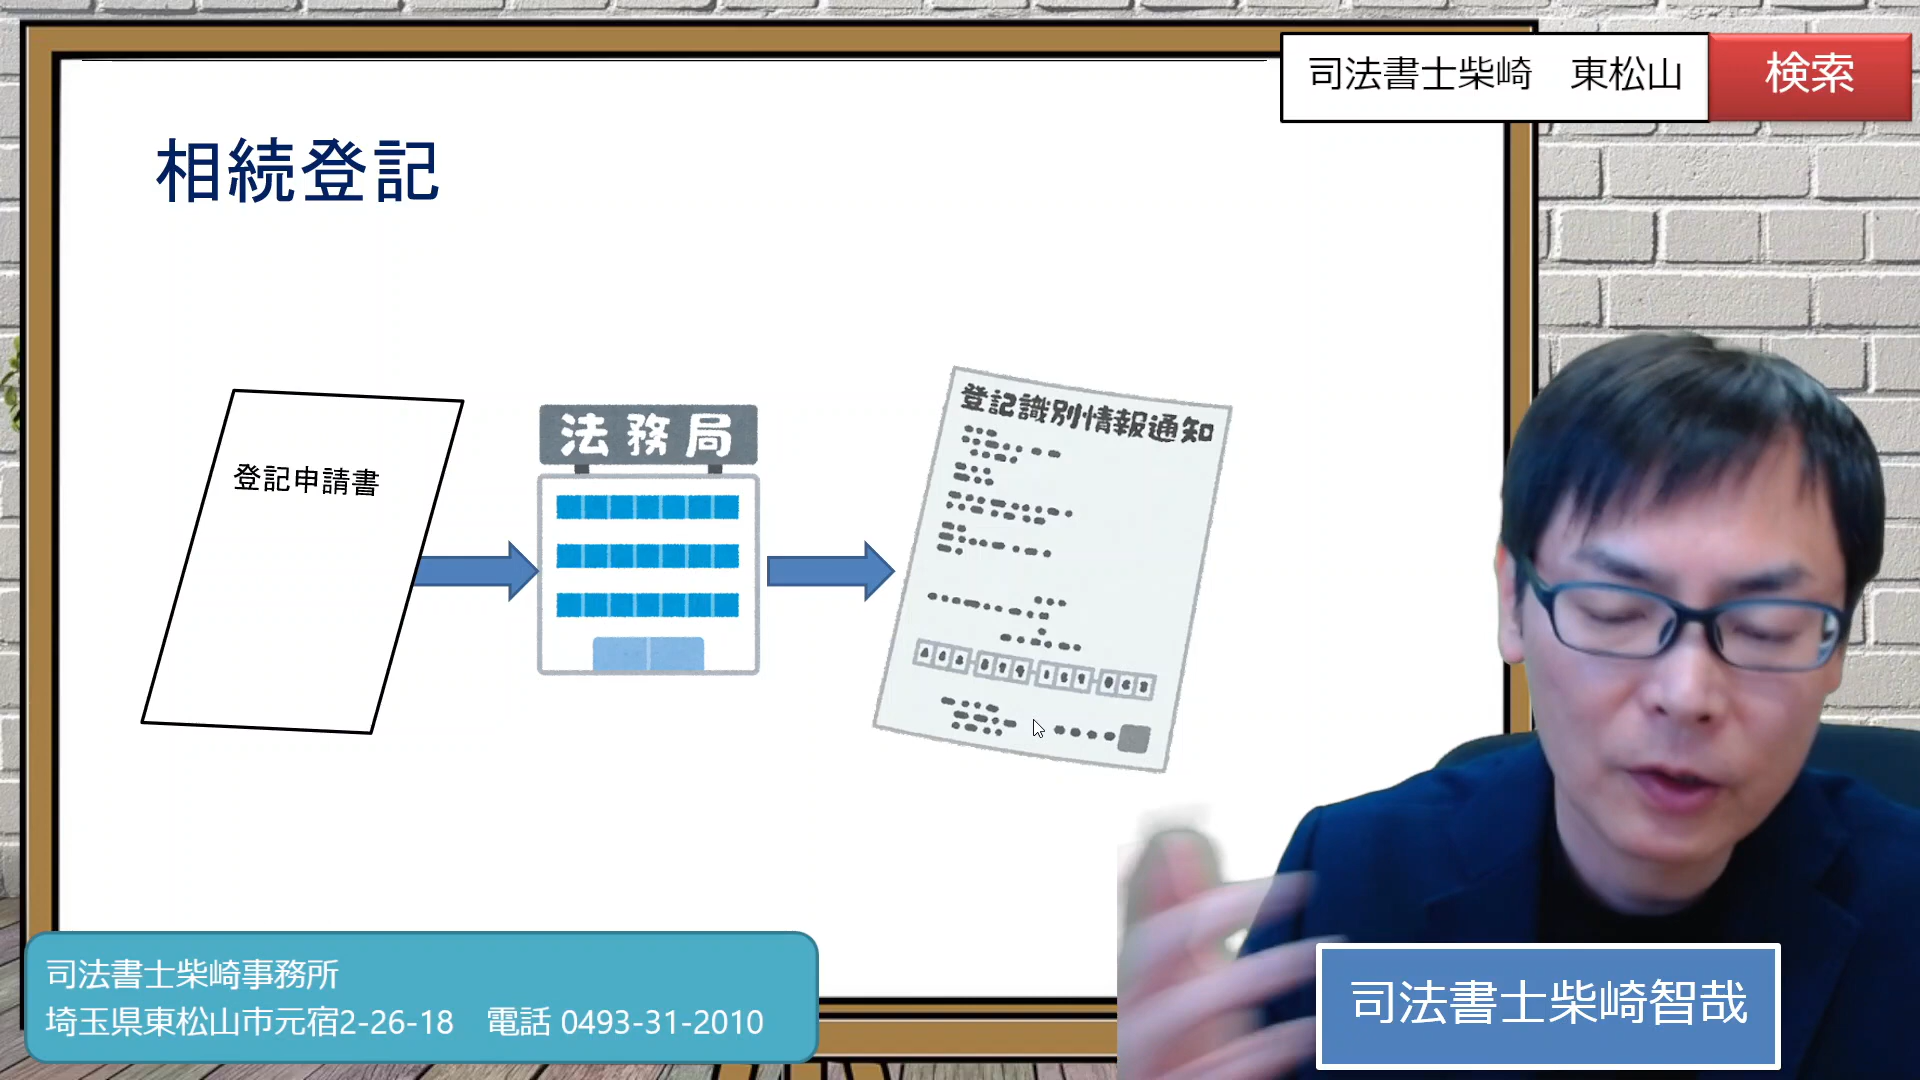 司法書士柴崎　東松山
検索
相続登記
登記申請書
法務局
登記識別情報通知
司法書士柴崎事務所
埼玉県東松山市元宿2-26-18　電話 0493-31-2010
司法書士柴崎智哉